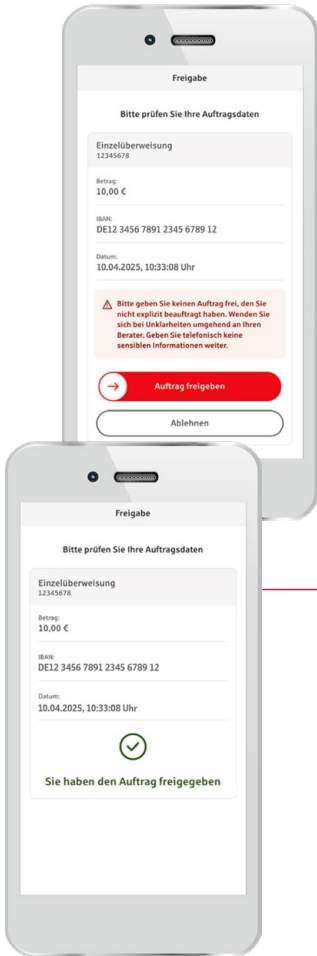 Freigabe
Bitte prüfen Sie Ihre Auftragsdaten
Einzelüberweisung
12345678
Betrag:
10,00 €
IBAN:
DE12 3456 7891 2345 6789 12
Datum:
10.04.2025, 10:33:08 Uhr
Bitte geben Sie keinen Auftrag frei, den Sie
nicht explizit beauftragt haben. Wenden Sie
sich bei Unklarheiten umgehend an Ihren
Berater. Geben Sie telefonisch keine
sensiblen Informationen weiter.
Auftrag freigeben
Ablehnen
Freigabe
Bitte prüfen Sie Ihre Auftragsdaten
Einzelüberweisung
12345678
Betrag:
10,00 €
IBAN:
DE12 3456 7891 2345 6789 12
Datum:
10.04.2025, 10:33:08 Uhr
Sie haben den Auftrag freigegeben